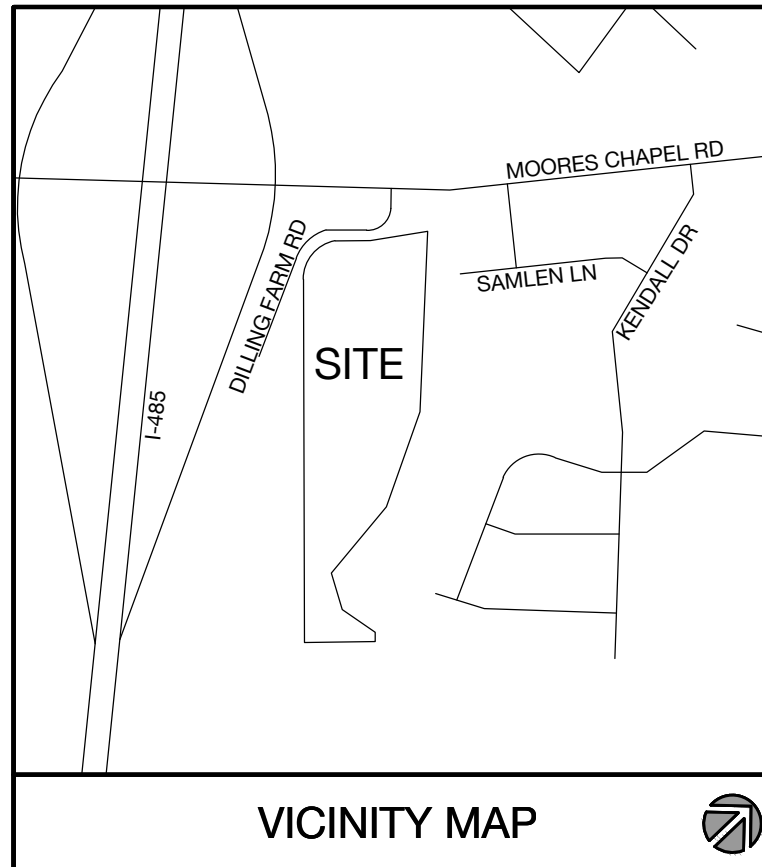 MOORES CHAPEL RD
DILLING FARM RD
SAMLEN LN
KENDALL DR
SITE
I-485
VICINITY MAP